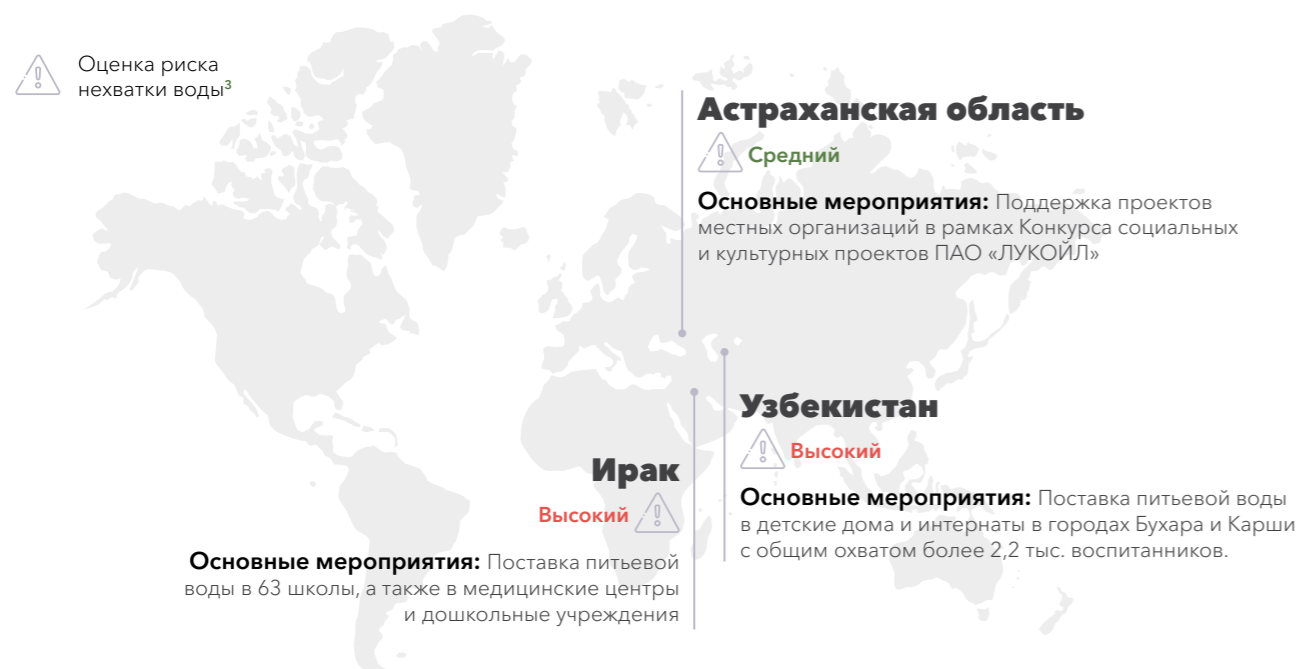 Оценка риска
нехватки воды³
Астраханская область
Средний
Основные мероприятия: Поддержка проектов
местных организаций в рамках Конкурса социальных
и культурных проектов ПАО «ЛУКОЙЛ»
Узбекистан
Высокий
Основные мероприятия: Поставка питьевой воды
в детские дома и интернаты в городах Бухара и Карши
с общим охватом более 2,2 тыс. воспитанников.
Ирак
Высокий
Основные мероприятия: Поставка питьевой
воды в 63 школы, а также в медицинские центры
и дошкольные учреждения